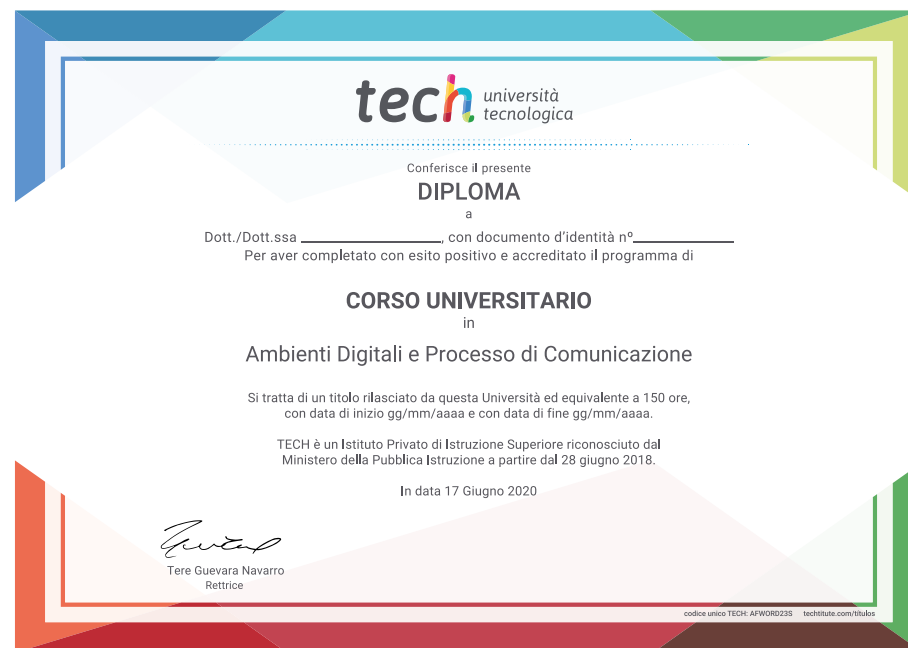 tech università
tecnologica
Conferisce il presente
DIPLOMA
a
Dott./Dott.ssa ____________________, con documento d'identità nº______________
Per aver completato con esito positivo e accreditato il programma di
CORSO UNIVERSITARIO
in
Ambienti Digitali e Processo di Comunicazione
Si tratta di un titolo rilasciato da questa Università ed equivalente a 150 ore,
con data di inizio gg/mm/aaaa e con data di fine gg/mm/aaaa.
TECH è un Istituto Privato di Istruzione Superiore riconosciuto dal
Ministero della Pubblica Istruzione a partire dal 28 giugno 2018.
In data 17 Giugno 2020
Tere Guevara Navarro
Rettrice
codice unico TECH: AFWORD23S techtitute.com/titulos